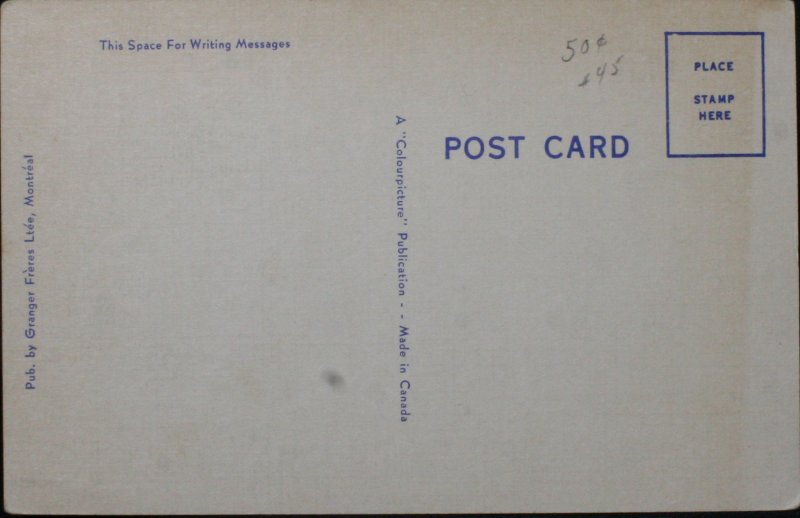 This Space For Writing Messages
50¢
45
PLACE
STAMP
HERE
POST CARD
A "Colourpicture" Publication - - Made in Canada
Pub. by Granger Frères Ltée, Montréal